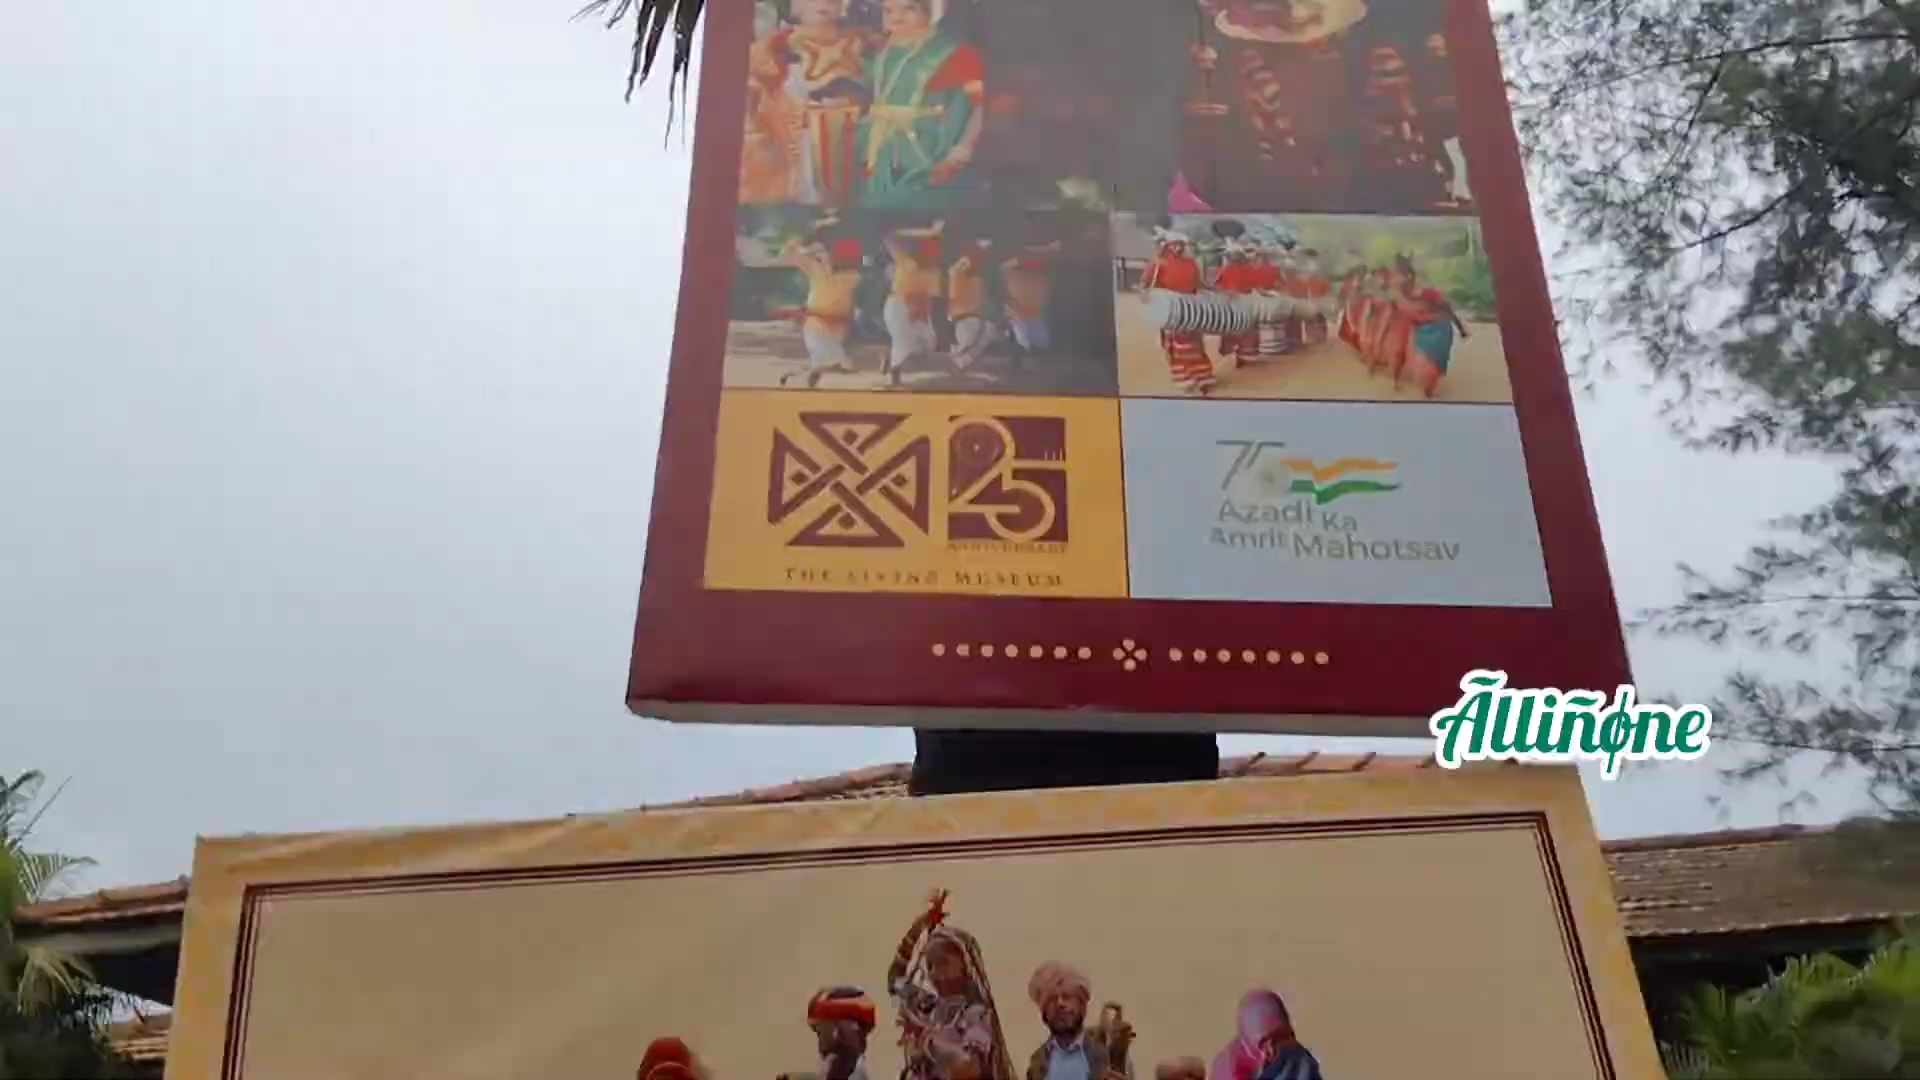 25
ANNIVERSARY
THE LIVING MUSEUM
75
Azadi Ka
Amrit Mahotsav
Ãlliñøne